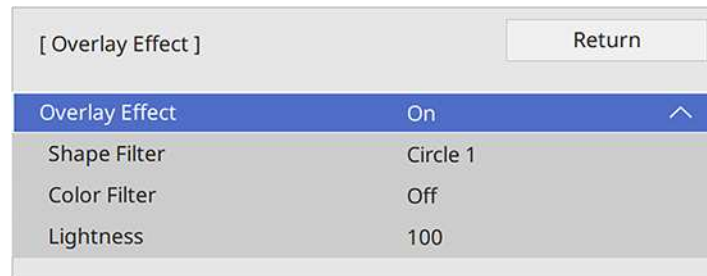 [ Overlay Effect ] Return
Overlay Effect On
Shape Filter Circle 1
Color Filter Off
Lightness 100